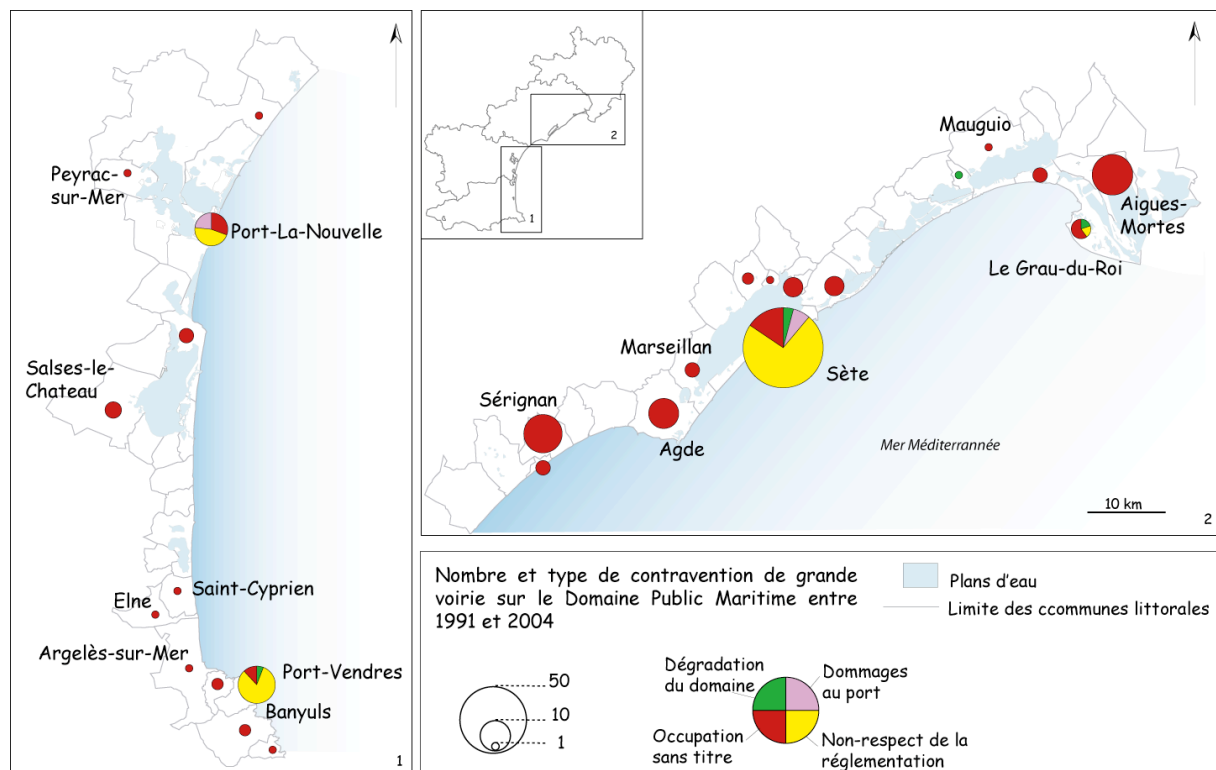 Peyrac-
sur-Mer
Port-La-Nouvelle
Salses-le-
Chateau
Saint-Cyprien
Elne
Argelès-sur-Mer
Port-Vendres
Banyuls
1
2
1
Mauguio
Aigues-
Mortes
Le Grau-du-Roi
Marseillan
Sète
Sérignan
Agde
Mer Méditerrannée
10 km
2
Nombre et type de contravention de grande
voirie sur le Domaine Public Maritime entre
1991 et 2004
Plans d'eau
Limite des ccommunes littorales
50
10
1
Dégradation
du domaine
Dommages
au port
Occupation
sans titre
Non-respect de la
réglementation